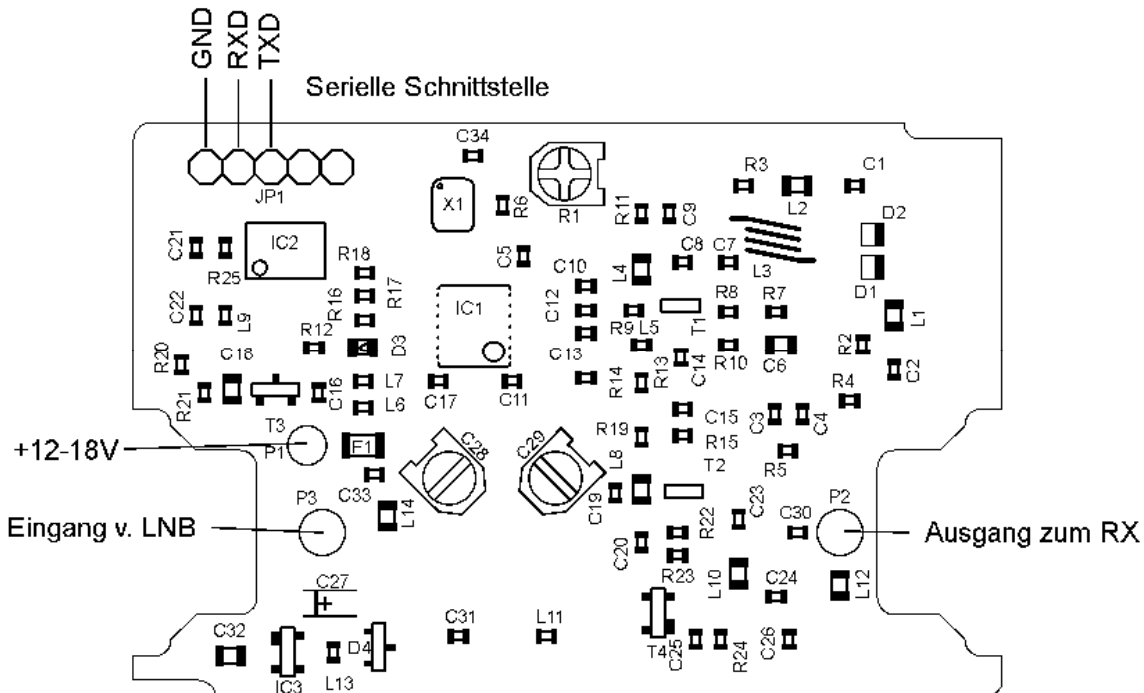 GND
RXD
TXD
Serielle Schnittstelle
C34
JP1
X1
R6
R1
R11
C9
R3
L2
C1
D2
C21
R25
IC2
C5
R18
C10
L4
C8
C7
L3
D1
C22
L9
R16
R17
IC1
C12
R9
L5
T1
R8
R7
L1
R20
R12
D3
C13
R13
C14
R10
C6
R2
C2
R21
C18
T3
C16
L7
L6
C17
C11
R14
C15
R15
C3
C4
R4
+12-18V
P1
F1
C28
C29
R19
L8
T2
R5
C33
Eingang v. LNB
P3
L14
C19
C20
R22
C23
C30
P2
Ausgang zum RX
R23
L10
C24
L12
C27
C32
IC3
L13
D4
C31
L11
T4
C25
R24
C26